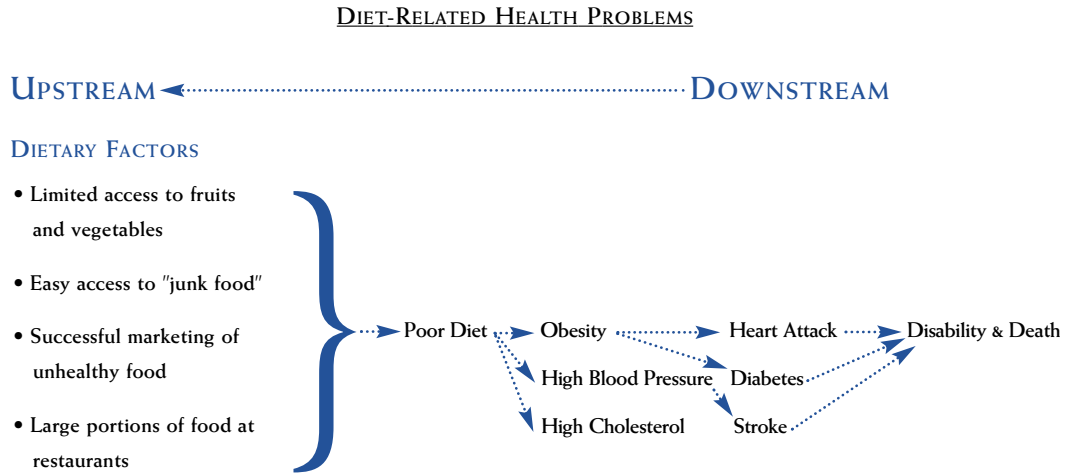 Diet-Related Health Problems
Upstream Downstream
Dietary Factors
• Limited access to fruits
and vegetables
• Easy access to "junk food"
• Successful marketing of
unhealthy food
• Large portions of food at
restaurants
Poor Diet Obesity Heart Attack Disability & Death
High Blood Pressure Diabetes
High Cholesterol Stroke